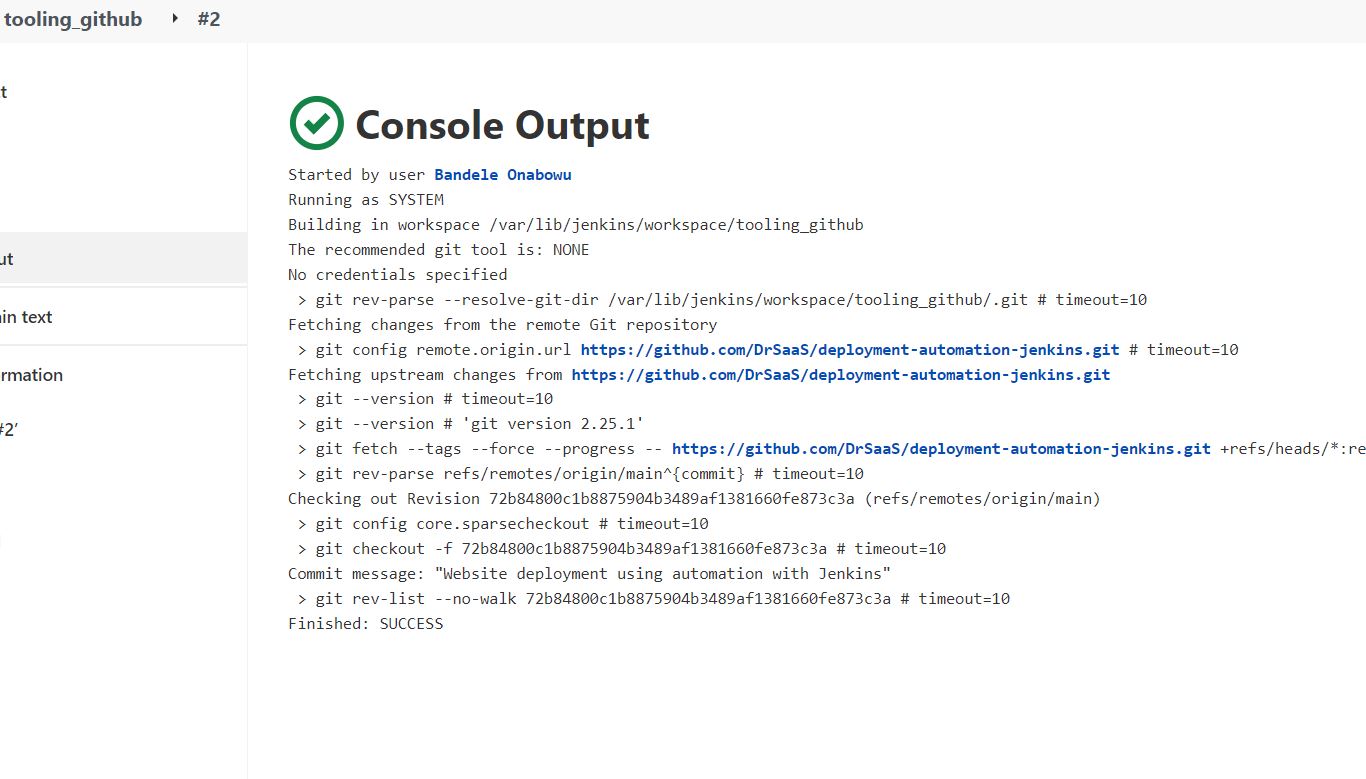 tooling_github #2
t
ut
in text
rmation
#2’
Console Output
Started by user Bandele Onabowu
Running as SYSTEM
Building in workspace /var/lib/jenkins/workspace/tooling_github
The recommended git tool is: NONE
No credentials specified
 > git rev-parse --resolve-git-dir /var/lib/jenkins/workspace/tooling_github/.git # timeout=10
Fetching changes from the remote Git repository
 > git config remote.origin.url https://github.com/DrSaaS/deployment-automation-jenkins.git # timeout=10
Fetching upstream changes from https://github.com/DrSaaS/deployment-automation-jenkins.git
 > git --version # timeout=10
 > git --version # 'git version 2.25.1'
 > git fetch --tags --force --progress -- https://github.com/DrSaaS/deployment-automation-jenkins.git +refs/heads/*:re
 > git rev-parse refs/remotes/origin/main^{commit} # timeout=10
Checking out Revision 72b84800c1b8875904b3489af1381660fe873c3a (refs/remotes/origin/main)
 > git config core.sparsecheckout # timeout=10
 > git checkout -f 72b84800c1b8875904b3489af1381660fe873c3a # timeout=10
Commit message: "Website deployment using automation with Jenkins"
 > git rev-list --no-walk 72b84800c1b8875904b3489af1381660fe873c3a # timeout=10
Finished: SUCCESS